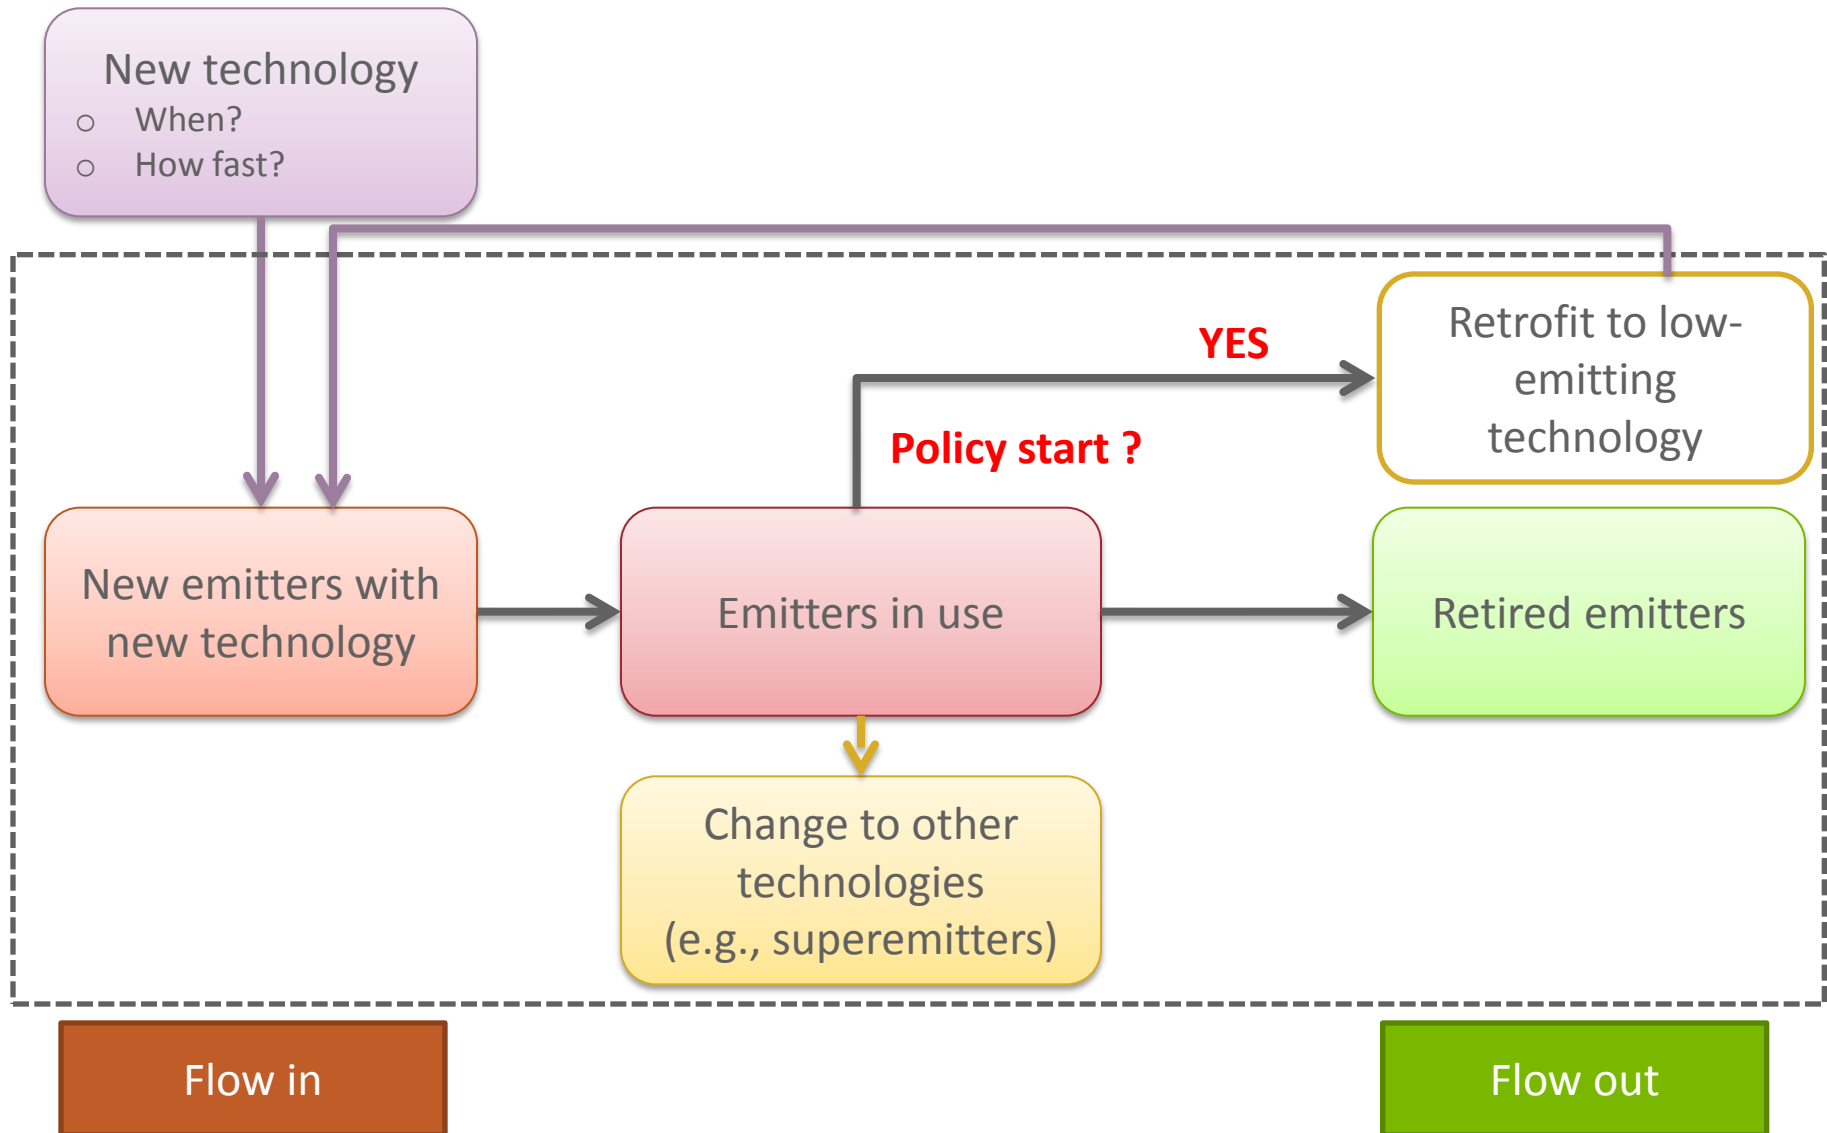 New technology
o When?
o How fast?
YES
Retrofit to low-
emitting
technology
Policy start ?
New emitters with
new technology
Emitters in use
Retired emitters
Change to other
technologies
(e.g., superemitters)
Flow in
Flow out